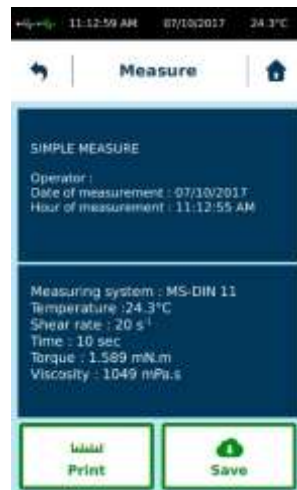 11:12:59 AM 07/10/2017 24.3°C
Measure
SIMPLE MEASURE
Operator :
Date of measurement : 07/10/2017
Hour of measurement : 11:12:55 AM
Measuring system : MS-DIN 11
Temperature :24.3°C
Shear rate : 20 s⁻¹
Time : 10 sec
Torque : 1.589 mN.m
Viscosity : 1049 mPa.s
Print Save